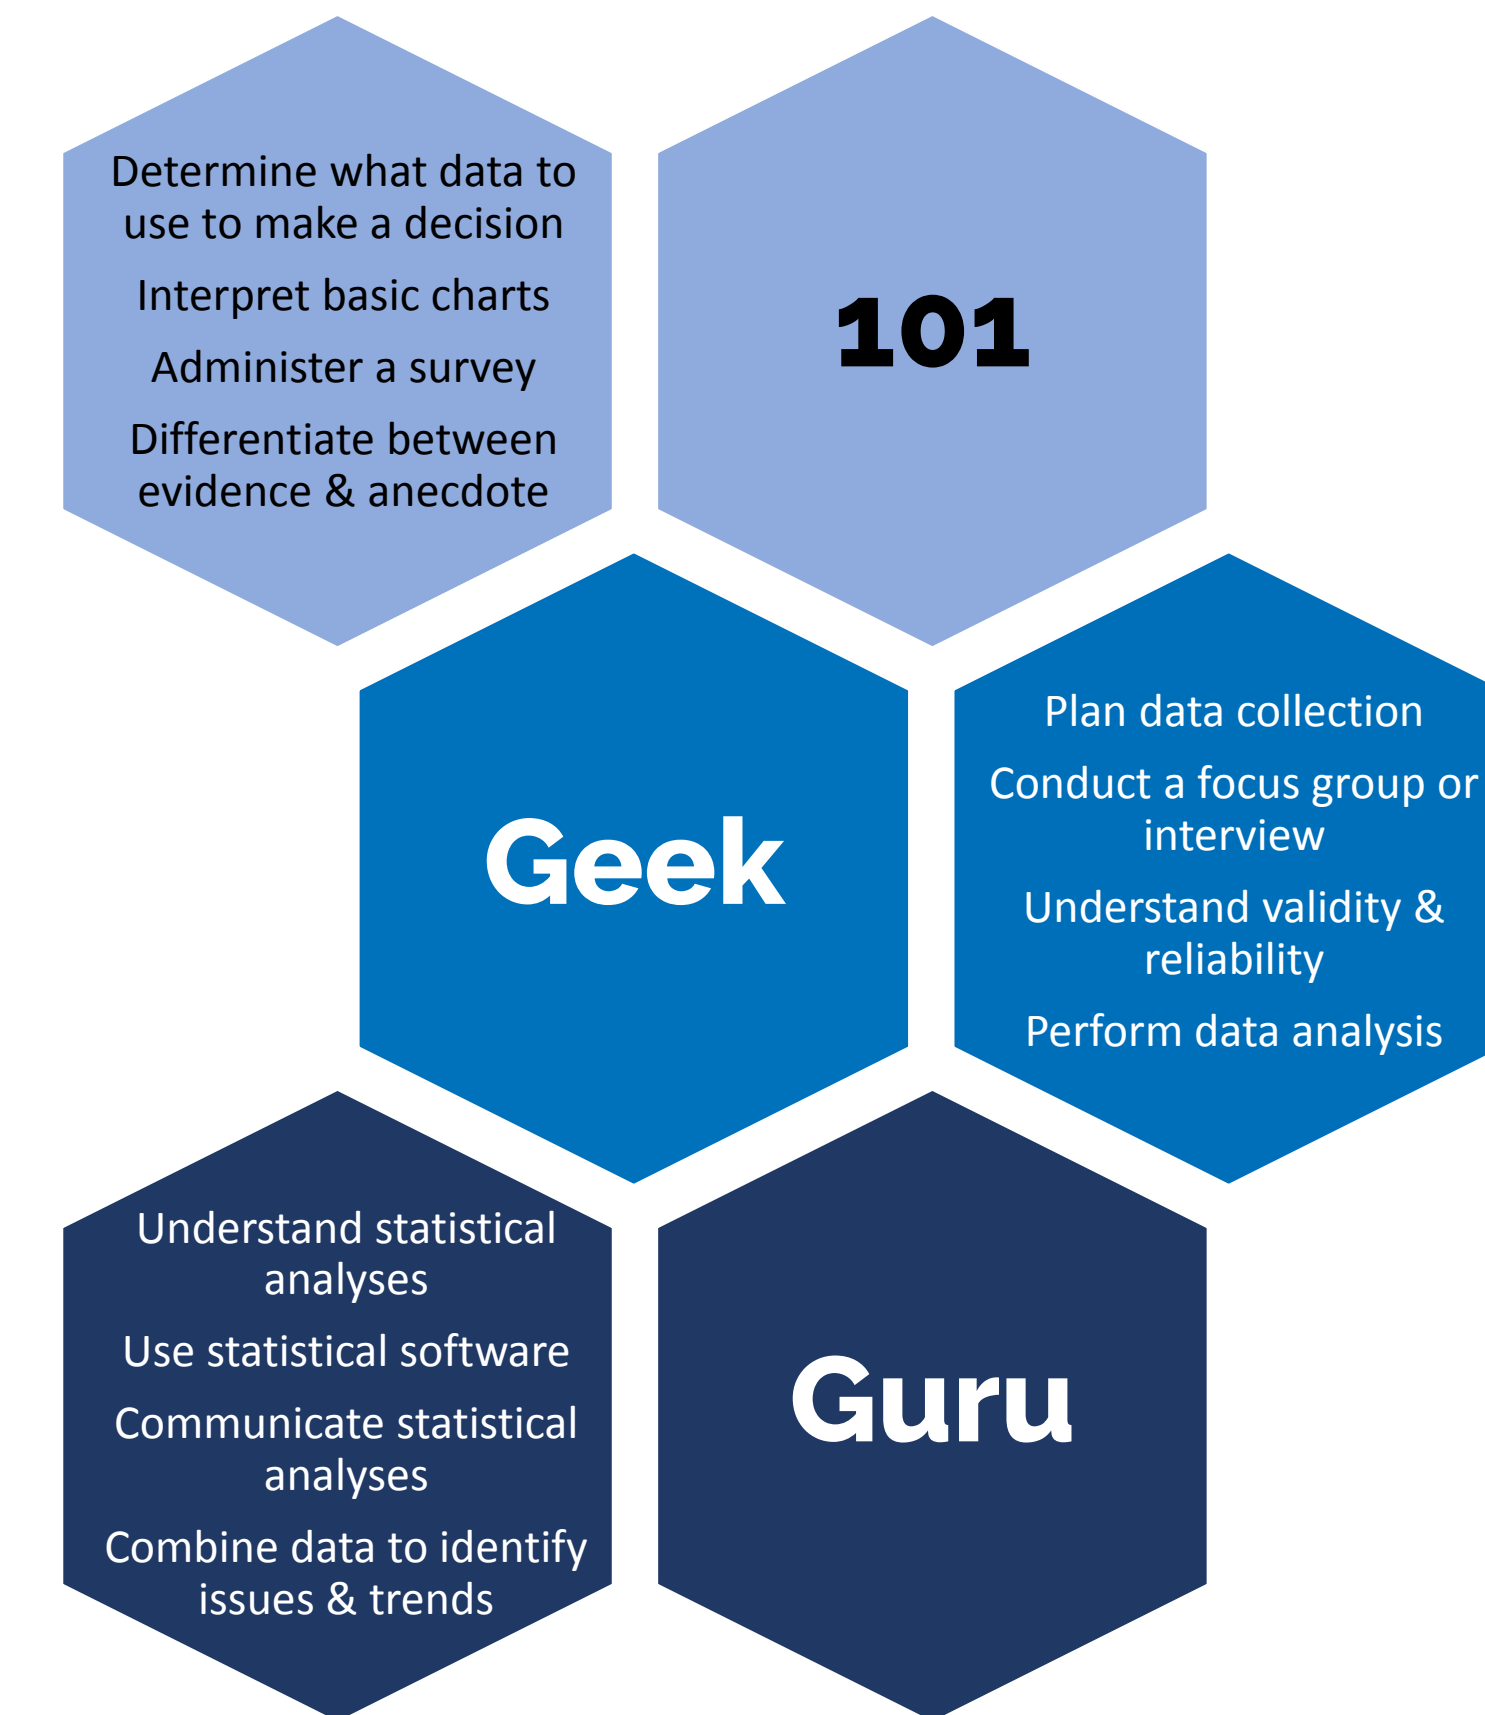 Determine what data to
use to make a decision
Interpret basic charts
Administer a survey
Differentiate between
evidence & anecdote
101
Geek
Plan data collection
Conduct a focus group or
interview
Understand validity &
reliability
Perform data analysis
Understand statistical
analyses
Use statistical software
Communicate statistical
analyses
Combine data to identify
issues & trends
Guru